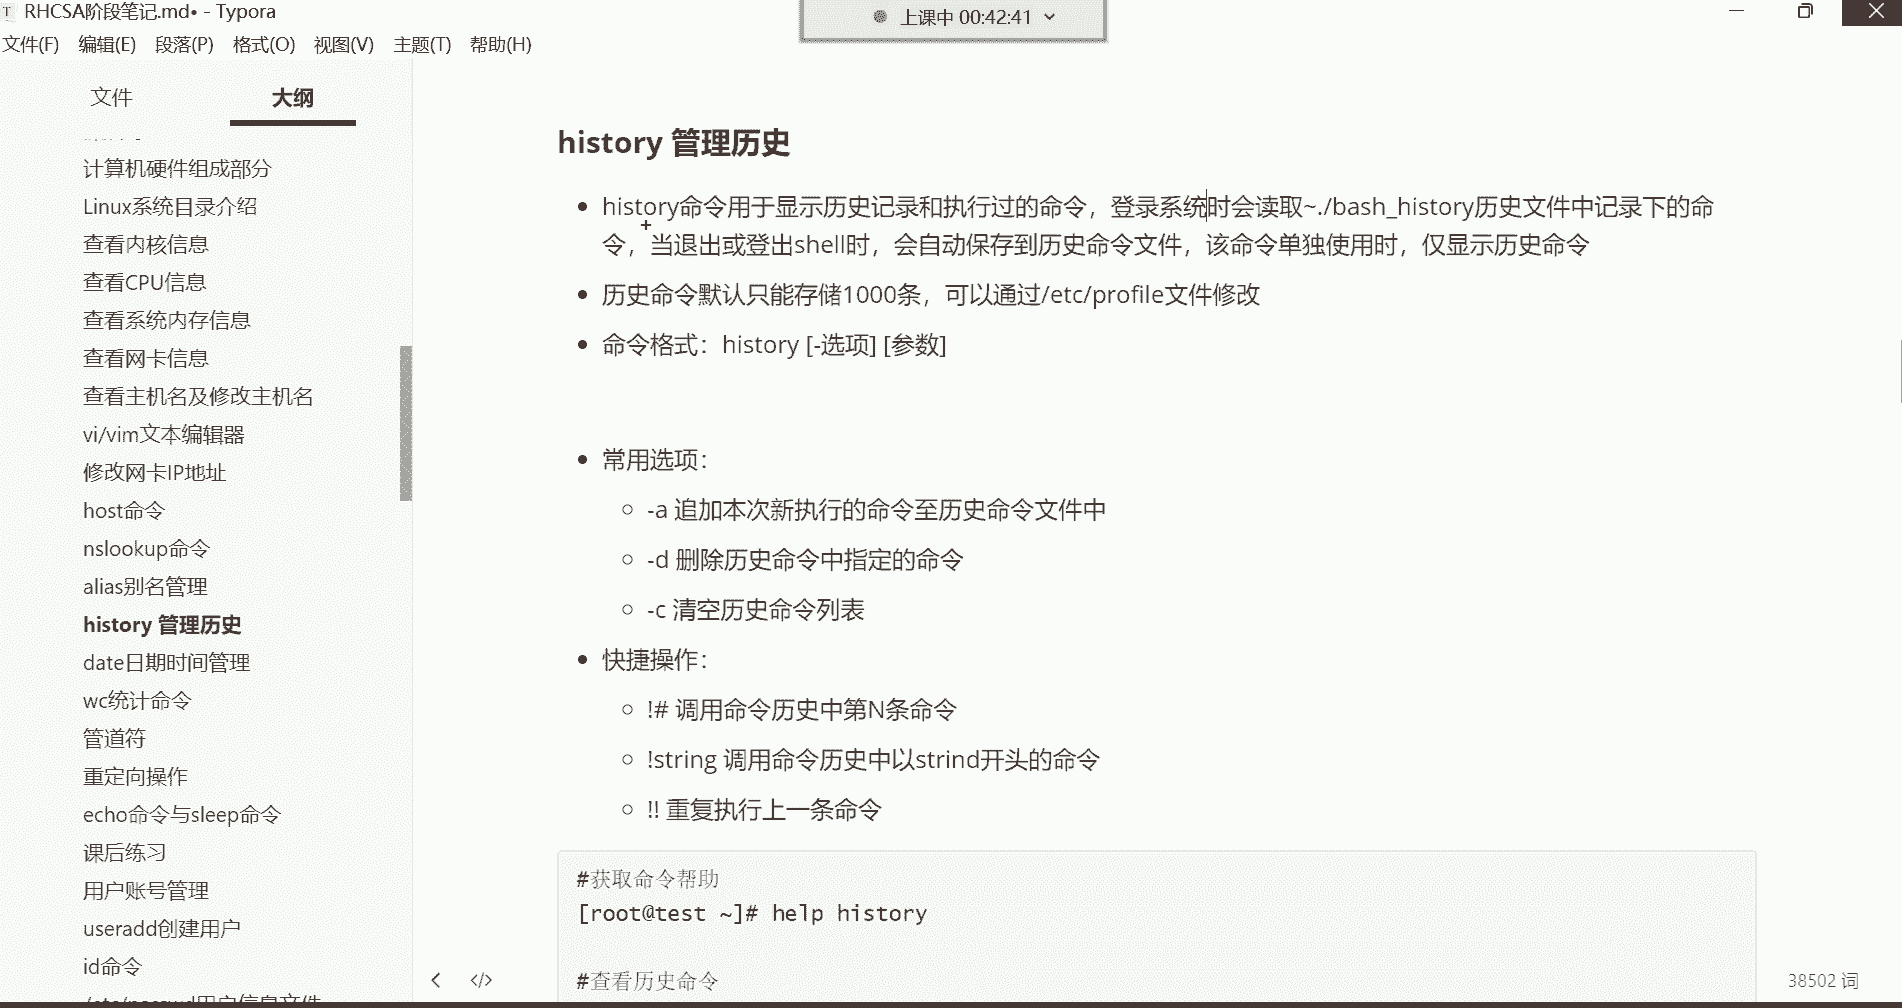 RHCSA阶段笔记.md• - Typora
上课中 00:42:41
文件(F) 编辑(E) 段落(P) 格式(O) 视图(V) 主题(T) 帮助(H)
文件 大纲
计算机硬件组成部分
Linux系统目录介绍
查看内核信息
查看CPU信息
查看系统内存信息
查看网卡信息
查看主机名及修改主机名
vi/vim文本编辑器
修改网卡IP地址
host命令
nslookup命令
alias别名管理
history 管理历史
date日期时间管理
wc统计命令
管道符
重定向操作
echo命令与sleep命令
课后练习
用户账号管理
useradd创建用户
id命令
/etc/passwd用户信息文件
history 管理历史
history命令用于显示历史记录和执行过的命令，登录系统时会读取~./bash_history历史文件中记录下的命
令，当退出或登出shell时，会自动保存到历史命令文件，该命令单独使用时，仅显示历史命令
历史命令默认只能存储1000条，可以通过/etc/profile文件修改
命令格式：history [-选项] [参数]
常用选项：
-a 追加本次新执行的命令至历史命令文件中
-d 删除历史命令中指定的命令
-c 清空历史命令列表
快捷操作：
!# 调用命令历史中第N条命令
!string 调用命令历史中以strind开头的命令
!! 重复执行上一条命令
#获取命令帮助
[root@test ~]# help history
#查看历史命令
38502 词